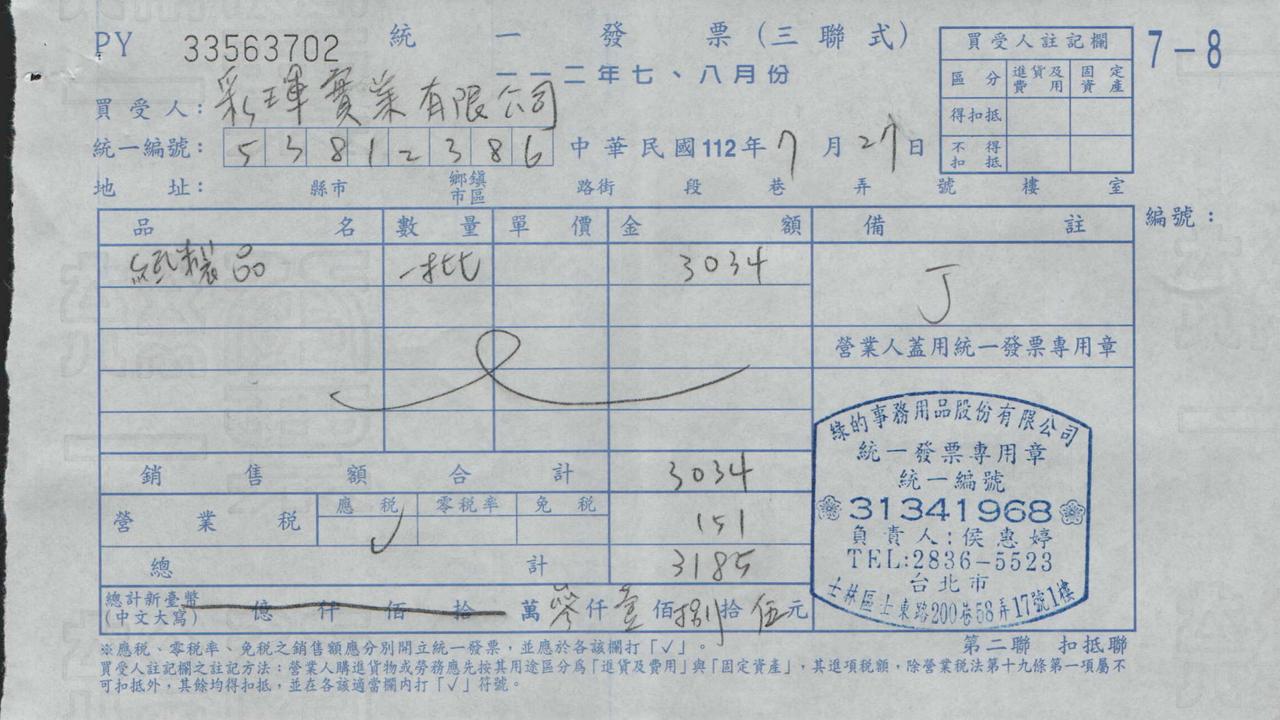 PY 33563702 統一發票(三聯式) 7-8
一一二年七、八月份
買受人: 彩琿實業有限公司
統一編號: 53812386 中華民國112年7月27日
地址: 縣市 鄉鎮市區 路街 段 巷 弄 號 樓 室
買受人註記欄
區分 進貨及費用 固定資產
得扣抵
不得扣抵
編號:
品名 數量 單價 金額 備註
紙製品 一批 3034 J
營業人蓋用統一發票專用章
銷售額合計 3034
營業稅 應稅 零稅率 免稅 151
✓
總計 3185
總計新臺幣(中文大寫) 億 仟 佰 拾 萬 參 仟 壹 佰 捌 拾 伍 元
綠的事務用品股份有限公司
統一發票專用章
統一編號
31341968
負責人:侯惠婷
TEL:2836-5523
台北市
士林區士東路200巷58弄17號1樓
※應稅、零稅率、免稅之銷售額應分別開立統一發票,並應於各該欄打「✓」。
第二聯 扣抵聯
買受人註記欄之註記方法:營業人購進貨物或勞務應先按其用途區分為「進貨及費用」與「固定資產」,其進項稅額,除營業稅法第十九條第一項屬不
可扣抵外,其餘均得扣抵,並在各該適當欄內打「✓」符號。